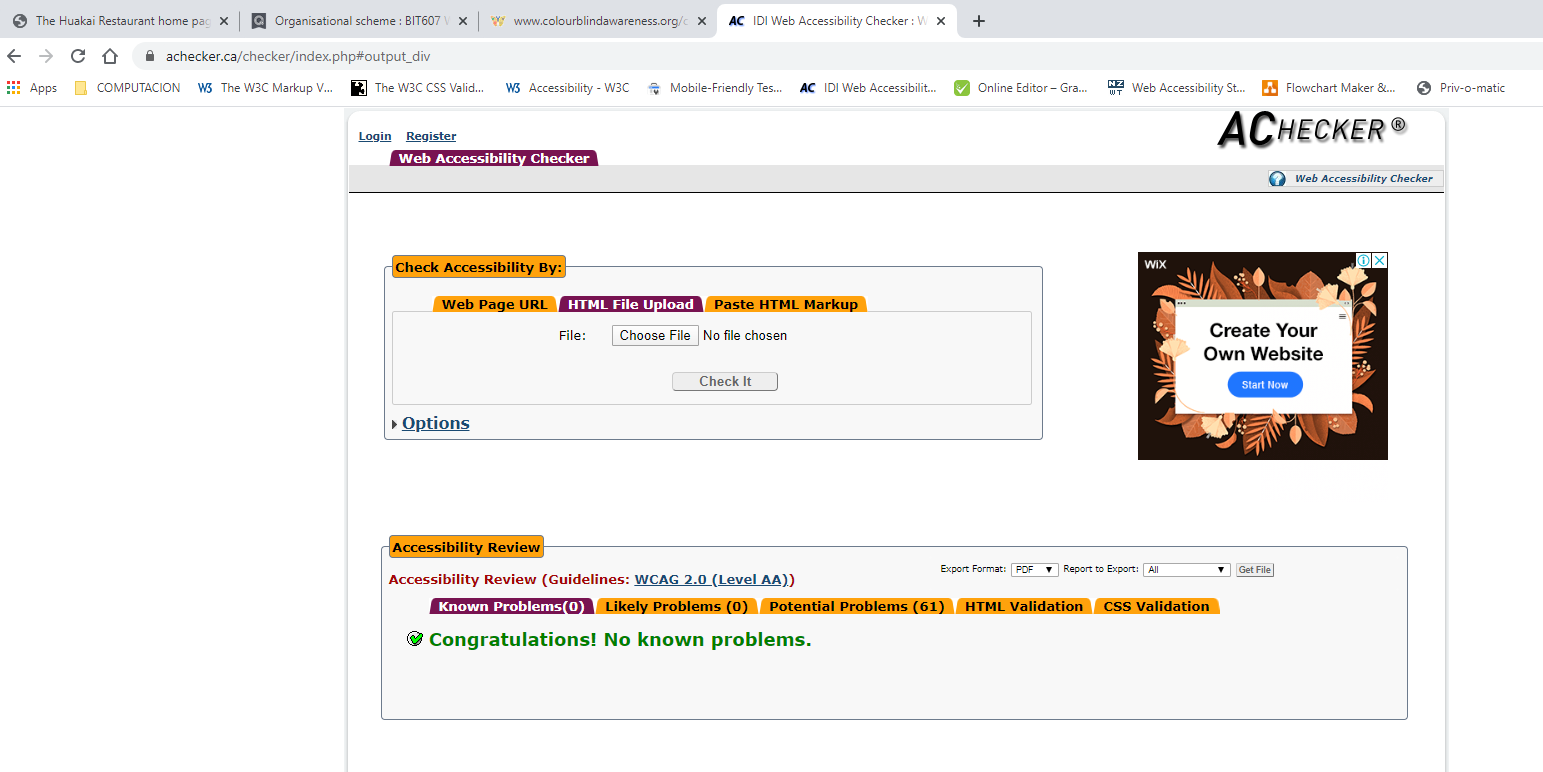 The Huakai Restaurant home pag
Organisational scheme : BIT607 W
www.colourblindawareness.org/c
AC IDI Web Accessibility Checker : W
achecker.ca/checker/index.php#output_div
Apps COMPUTACION W3 The W3C Markup V... The W3C CSS Valid... W3 Accessibility - W3C Mobile-Friendly Tes... AC IDI Web Accessibilit... Online Editor – Gra... NZ WT Web Accessibility St... Flowchart Maker &... Priv-o-matic
Login Register
ACHECKER ®
Web Accessibility Checker
? Web Accessibility Checker
Check Accessibility By:
Web Page URL HTML File Upload Paste HTML Markup
File: Choose File No file chosen
Check It
Options
WiX
Create Your
Own Website
Start Now
Accessibility Review
Accessibility Review (Guidelines: WCAG 2.0 (Level AA))
Export Format: PDF Report to Export: All Get File
Known Problems(0) Likely Problems (0) Potential Problems (61) HTML Validation CSS Validation
Congratulations! No known problems.